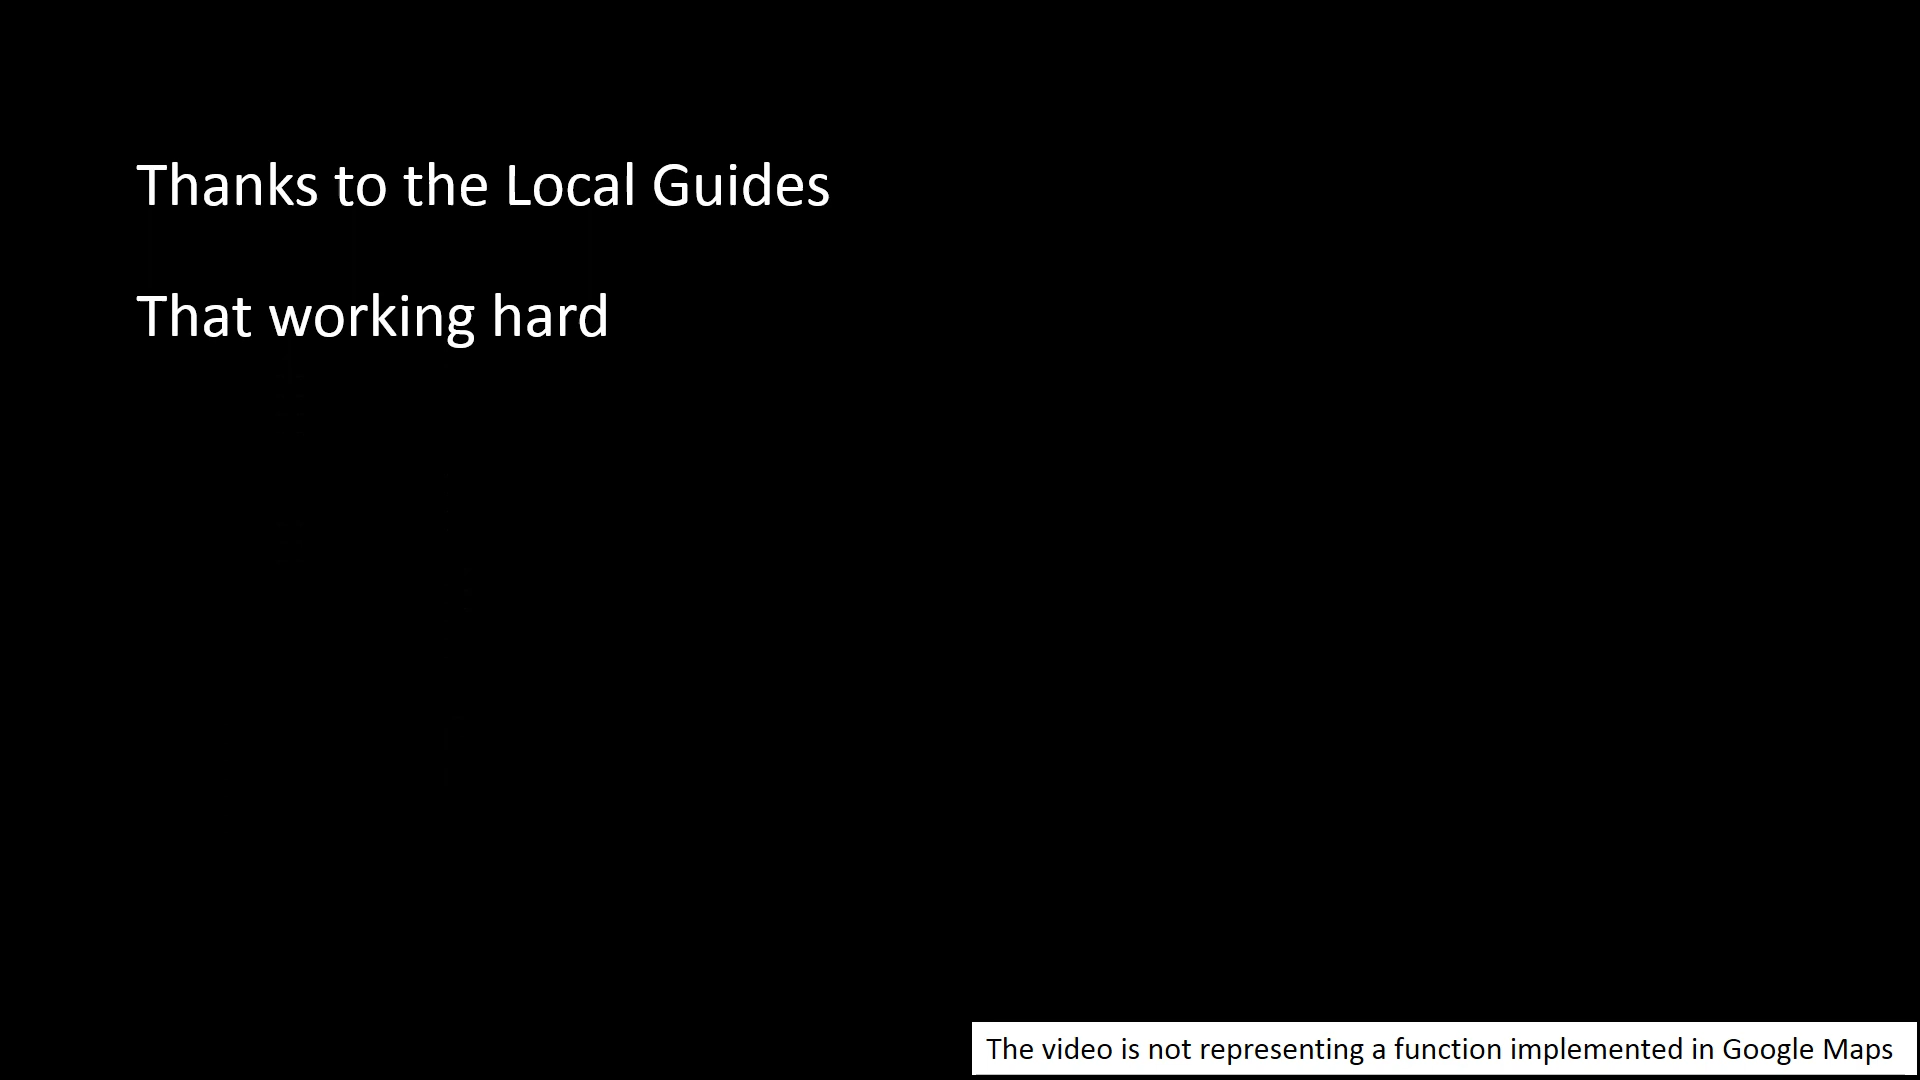 Thanks to the Local Guides
That working hard
The video is not representing a function implemented in Google Maps